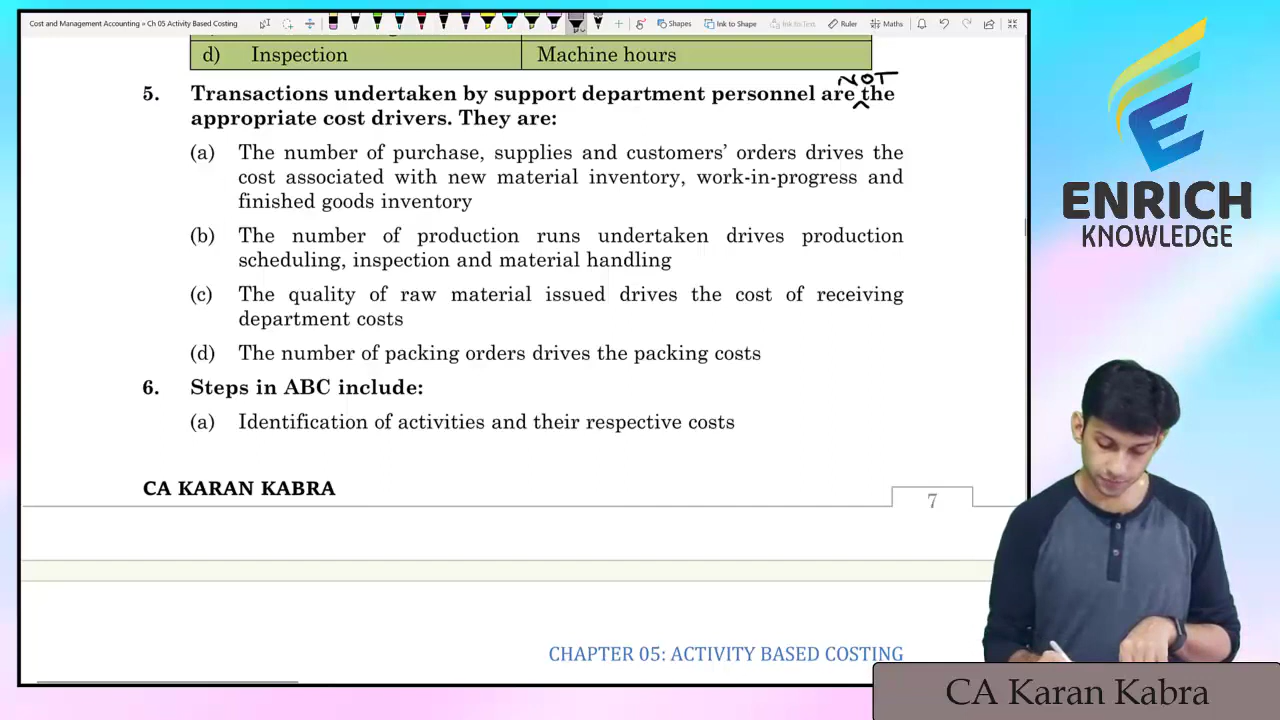 Cost and Management Accounting » Ch 05 Activity Based Costing
Shapes
Ink to Shape
Ink to Text
Ruler
Maths
d) Inspection Machine hours
NOT
5. Transactions undertaken by support department personnel are ^ the
appropriate cost drivers. They are:
(a) The number of purchase, supplies and customers’ orders drives the
cost associated with new material inventory, work-in-progress and
finished goods inventory
(b) The number of production runs undertaken drives production
scheduling, inspection and material handling
(c) The quality of raw material issued drives the cost of receiving
department costs
(d) The number of packing orders drives the packing costs
6. Steps in ABC include:
(a) Identification of activities and their respective costs
CA KARAN KABRA
7
CHAPTER 05: ACTIVITY BASED COSTING
ENRICH
KNOWLEDGE
CA Karan Kabra